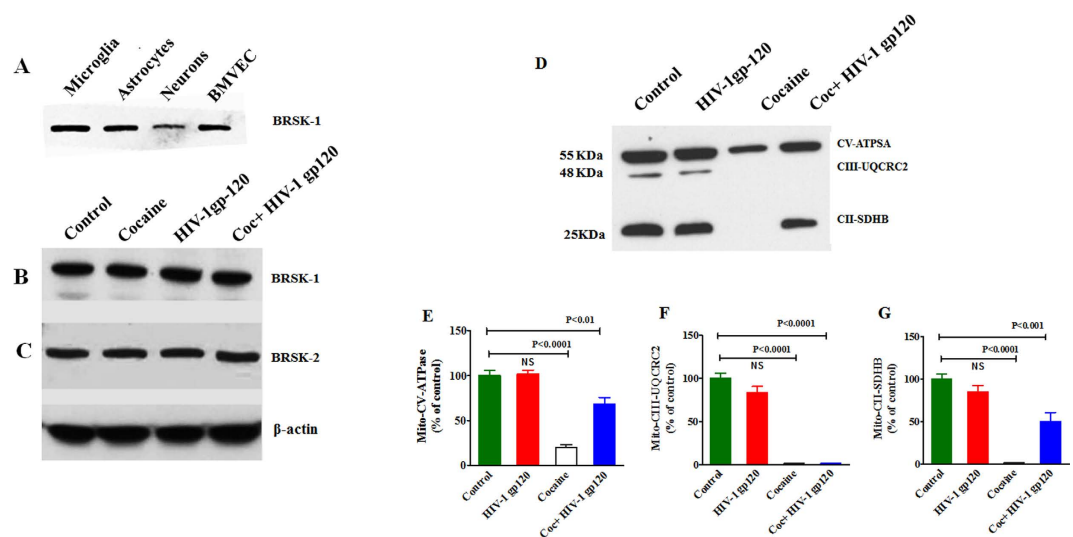 A
Microglia
Astrocytes
Neurons
BMVEC
BRSK-1
Control
Cocaine
HIV-1gp-120
Coc+ HIV-1 gp120
B
BRSK-1
C
BRSK-2
β-actin
D
Control
HIV-1gp-120
Cocaine
Coc+ HIV-1 gp120
55 KDa
48 KDa
25KDa
CV-ATPSA
CIII-UQCRC2
CII-SDHB
E
Mito-CV-ATPase
(% of control)
150
100
50
0
P<0.01
P<0.0001
NS
Control
HIV-1 gp120
Cocaine
Coc+ HIV-1 gp120
F
Mito-CIII-UQCRC2
(% of control)
150
100
50
0
P<0.0001
P<0.0001
NS
Control
HIV-1 gp120
Cocaine
Coc+ HIV-1 gp120
G
Mito-CII-SDHB
(% of control)
150
100
50
0
P<0.001
P<0.0001
NS
Control
HIV-1 gp120
Cocaine
Coc+ HIV-1 gp120